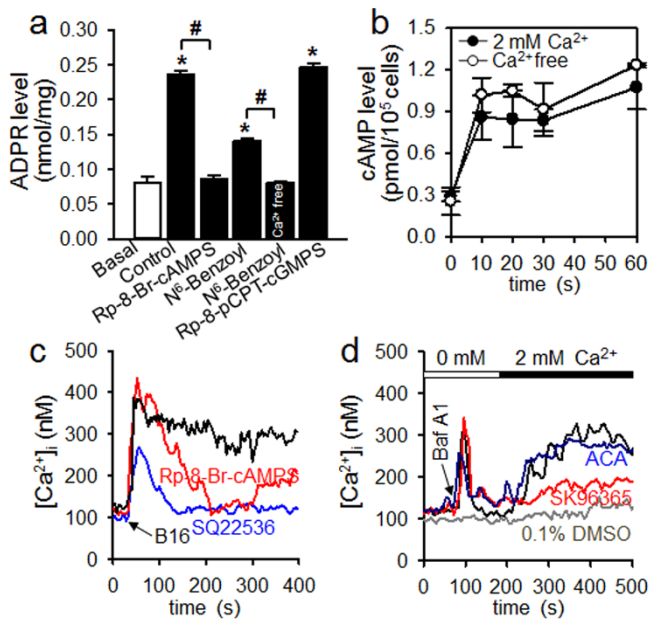 a
ADPR level
(nmol/mg)
0.30
0.25
0.20
0.15
0.10
0.05
0.00
#
*
#
*
*
Ca²⁺ free
Basal
Control
Rp-8-Br-cAMPS
N⁶-Benzoyl
N⁶-Benzoyl
Rp-8-pCPT-cGMPS
b
cAMP level
(pmol/10⁵ cells)
1.5
1.2
0.9
0.6
0.3
0.0
2 mM Ca²⁺
Ca²⁺free
0 10 20 30 60
time (s)
c
[Ca²⁺]i (nM)
500
400
300
200
100
0
Rp-8-Br-cAMPS
SQ22536
B16
0 100 200 300 400
time (s)
d
[Ca²⁺]i (nM)
500
400
300
200
100
0
0 mM 2 mM Ca²⁺
Baf A1
ACA
SK96365
0.1% DMSO
0 100 200 300 400 500
time (s)